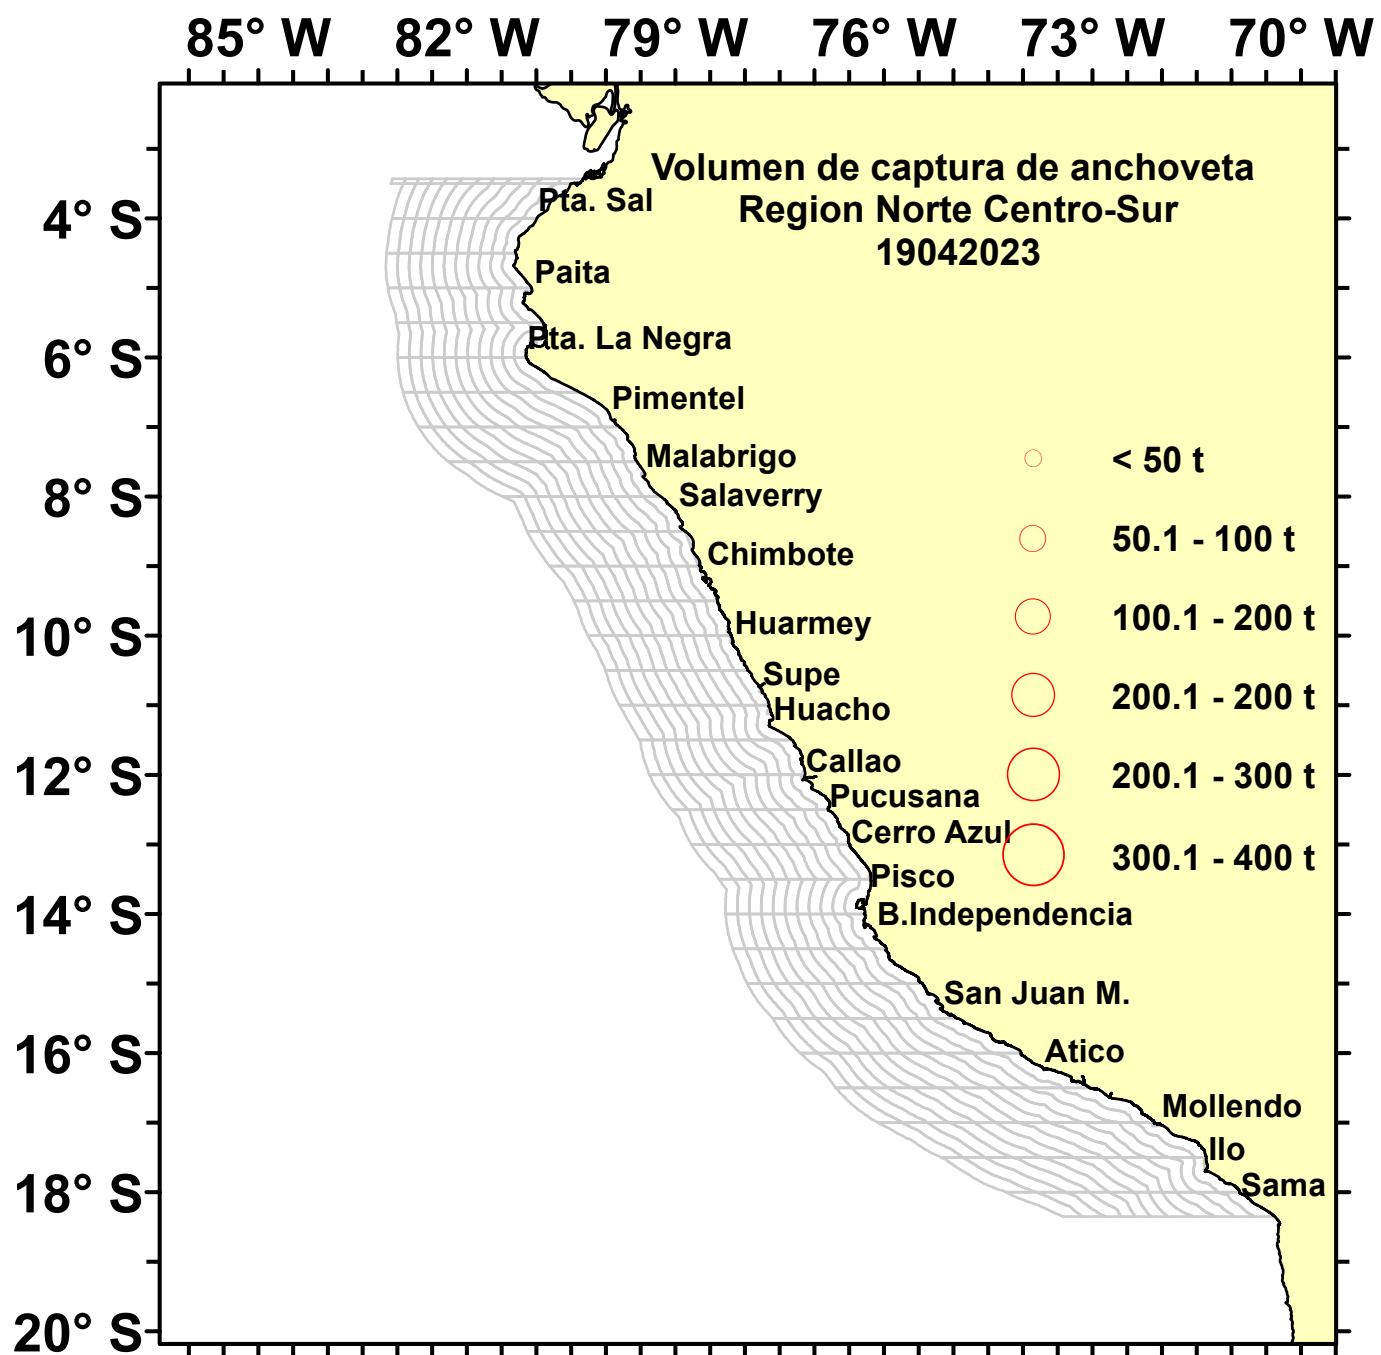 85° W 82° W 79° W 76° W 73° W 70° W
Volumen de captura de anchoveta
Region Norte Centro-Sur
19042023
4° S
6° S
8° S
10° S
12° S
14° S
16° S
18° S
20° S
Pta. Sal
Paita
Pta. La Negra
Pimentel
Malabrigo
Salaverry
Chimbote
Huarmey
Supe
Huacho
Callao
Pucusana
Cerro Azul
Pisco
B.Independencia
San Juan M.
Atico
Mollendo
Ilo
Sama
< 50 t
50.1 - 100 t
100.1 - 200 t
200.1 - 200 t
200.1 - 300 t
300.1 - 400 t